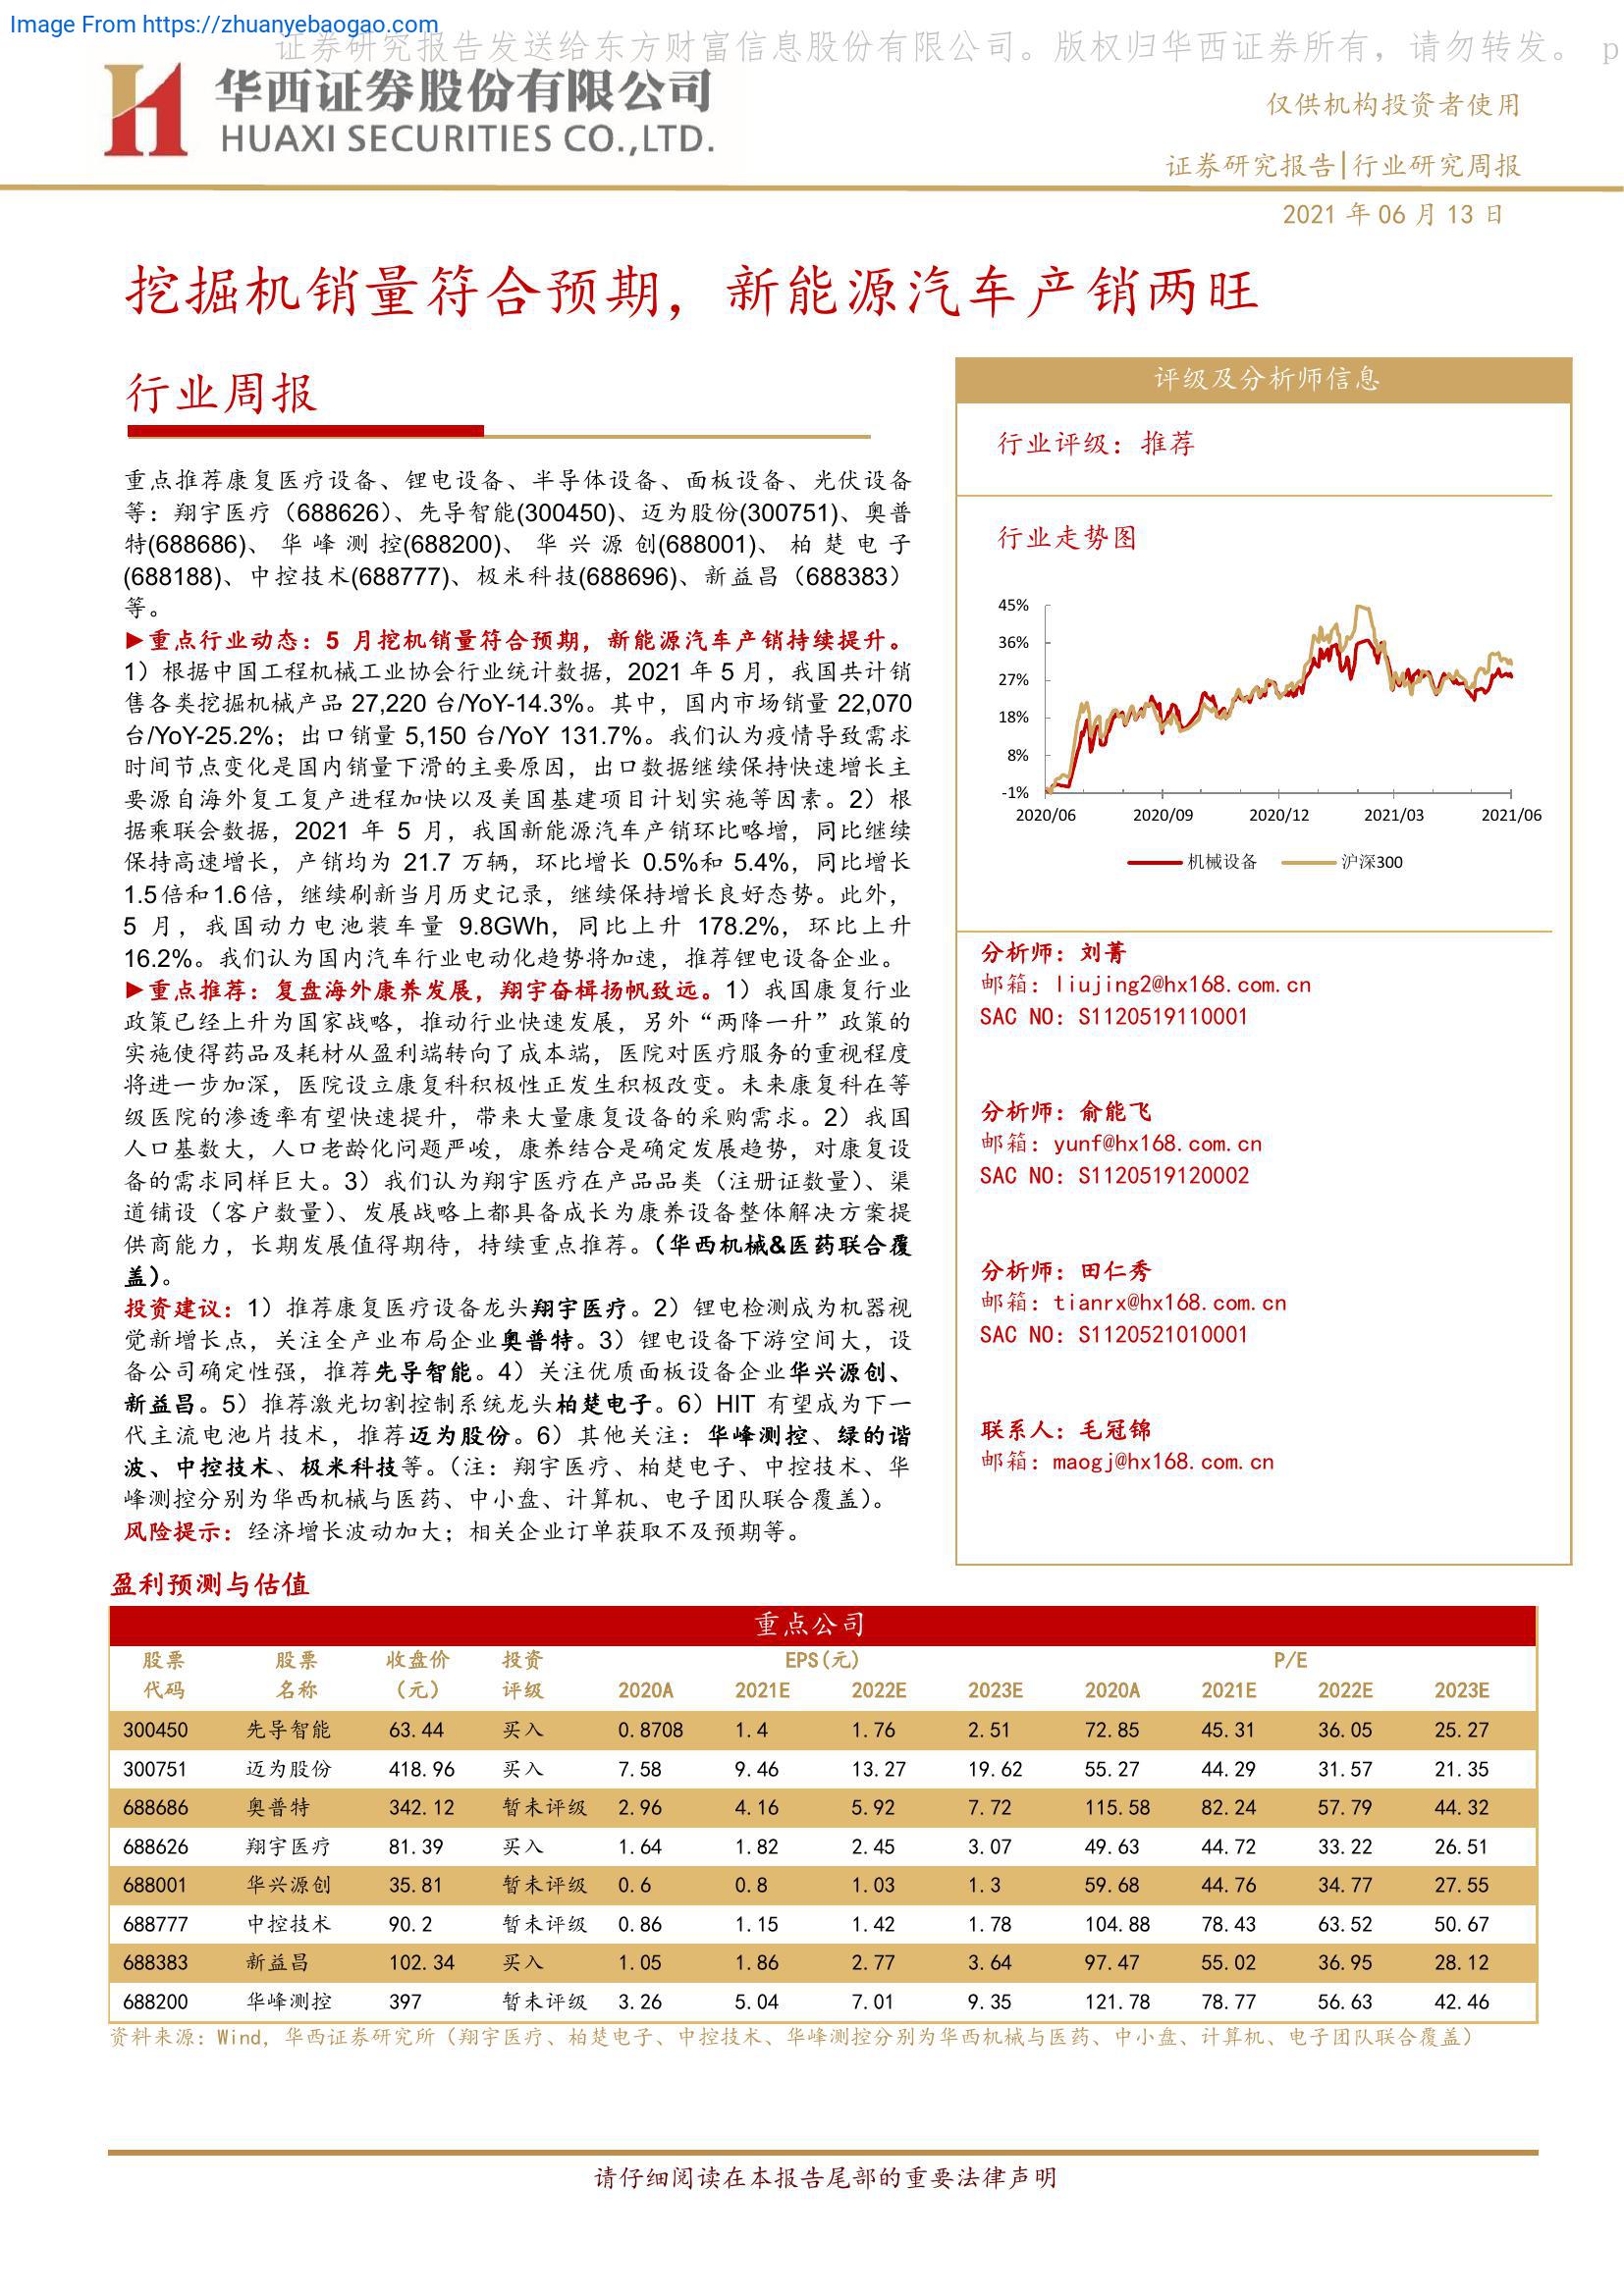 Image From https://zhuanyebaogao.com
证券研究报告发送给东方财富信息股份有限公司。版权归华西证券所有，请勿转发。 p
华西证券股份有限公司
HUAXI SECURITIES CO.,LTD.
仅供机构投资者使用
证券研究报告|行业研究周报
2021 年 06 月 13 日
挖掘机销量符合预期，新能源汽车产销两旺
行业周报
重点推荐康复医疗设备、锂电设备、半导体设备、面板设备、光伏设备
等：翔宇医疗（688626）、先导智能(300450)、迈为股份(300751)、奥普
特(688686)、华峰测控(688200)、华兴源创(688001)、柏楚电子
(688188)、中控技术(688777)、极米科技(688696)、新益昌（688383）
等。
►重点行业动态：5 月挖机销量符合预期，新能源汽车产销持续提升。
1）根据中国工程机械工业协会行业统计数据，2021 年 5 月，我国共计销
售各类挖掘机械产品 27,220 台/YoY-14.3%。其中，国内市场销量 22,070
台/YoY-25.2%；出口销量 5,150 台/YoY 131.7%。我们认为疫情导致需求
时间节点变化是国内销量下滑的主要原因，出口数据继续保持快速增长主
要源自海外复工复产进程加快以及美国基建项目计划实施等因素。2）根
据乘联会数据，2021 年 5 月，我国新能源汽车产销环比略增，同比继续
保持高速增长，产销均为 21.7 万辆，环比增长 0.5%和 5.4%，同比增长
1.5倍和1.6倍，继续刷新当月历史记录，继续保持增长良好态势。此外，
5 月，我国动力电池装车量 9.8GWh，同比上升 178.2%，环比上升
16.2%。我们认为国内汽车行业电动化趋势将加速，推荐锂电设备企业。
►重点推荐：复盘海外康养发展，翔宇奋楫扬帆致远。1）我国康复行业
政策已经上升为国家战略，推动行业快速发展，另外“两降一升”政策的
实施使得药品及耗材从盈利端转向了成本端，医院对医疗服务的重视程度
将进一步加深，医院设立康复科积极性正发生积极改变。未来康复科在等
级医院的渗透率有望快速提升，带来大量康复设备的采购需求。2）我国
人口基数大，人口老龄化问题严峻，康养结合是确定发展趋势，对康复设
备的需求同样巨大。3）我们认为翔宇医疗在产品品类（注册证数量）、渠
道铺设（客户数量）、发展战略上都具备成长为康养设备整体解决方案提
供商能力，长期发展值得期待，持续重点推荐。（华西机械&医药联合覆
盖）。
投资建议：1）推荐康复医疗设备龙头翔宇医疗。2）锂电检测成为机器视
觉新增长点，关注全产业布局企业奥普特。3）锂电设备下游空间大，设
备公司确定性强，推荐先导智能。4）关注优质面板设备企业华兴源创、
新益昌。5）推荐激光切割控制系统龙头柏楚电子。6）HIT 有望成为下一
代主流电池片技术，推荐迈为股份。6）其他关注：华峰测控、绿的谐
波、中控技术、极米科技等。（注：翔宇医疗、柏楚电子、中控技术、华
峰测控分别为华西机械与医药、中小盘、计算机、电子团队联合覆盖）。
风险提示：经济增长波动加大；相关企业订单获取不及预期等。
评级及分析师信息
行业评级：推荐
行业走势图
45%
36%
27%
18%
8%
-1%
2020/06 2020/09 2020/12 2021/03 2021/06
机械设备 沪深300
分析师：刘菁
邮箱：liujing2@hx168.com.cn
SAC NO：S1120519110001
分析师：俞能飞
邮箱：yunf@hx168.com.cn
SAC NO：S1120519120002
分析师：田仁秀
邮箱：tianrx@hx168.com.cn
SAC NO：S1120521010001
联系人：毛冠锦
邮箱：maogj@hx168.com.cn
盈利预测与估值
重点公司
股票 股票 收盘价 投资 EPS(元) P/E
代码 名称 （元） 评级 2020A 2021E 2022E 2023E 2020A 2021E 2022E 2023E
300450 先导智能 63.44 买入 0.8708 1.4 1.76 2.51 72.85 45.31 36.05 25.27
300751 迈为股份 418.96 买入 7.58 9.46 13.27 19.62 55.27 44.29 31.57 21.35
688686 奥普特 342.12 暂未评级 2.96 4.16 5.92 7.72 115.58 82.24 57.79 44.32
688626 翔宇医疗 81.39 买入 1.64 1.82 2.45 3.07 49.63 44.72 33.22 26.51
688001 华兴源创 35.81 暂未评级 0.6 0.8 1.03 1.3 59.68 44.76 34.77 27.55
688777 中控技术 90.2 暂未评级 0.86 1.15 1.42 1.78 104.88 78.43 63.52 50.67
688383 新益昌 102.34 买入 1.05 1.86 2.77 3.64 97.47 55.02 36.95 28.12
688200 华峰测控 397 暂未评级 3.26 5.04 7.01 9.35 121.78 78.77 56.63 42.46
资料来源：Wind，华西证券研究所（翔宇医疗、柏楚电子、中控技术、华峰测控分别为华西机械与医药、中小盘、计算机、电子团队联合覆盖）
请仔细阅读在本报告尾部的重要法律声明